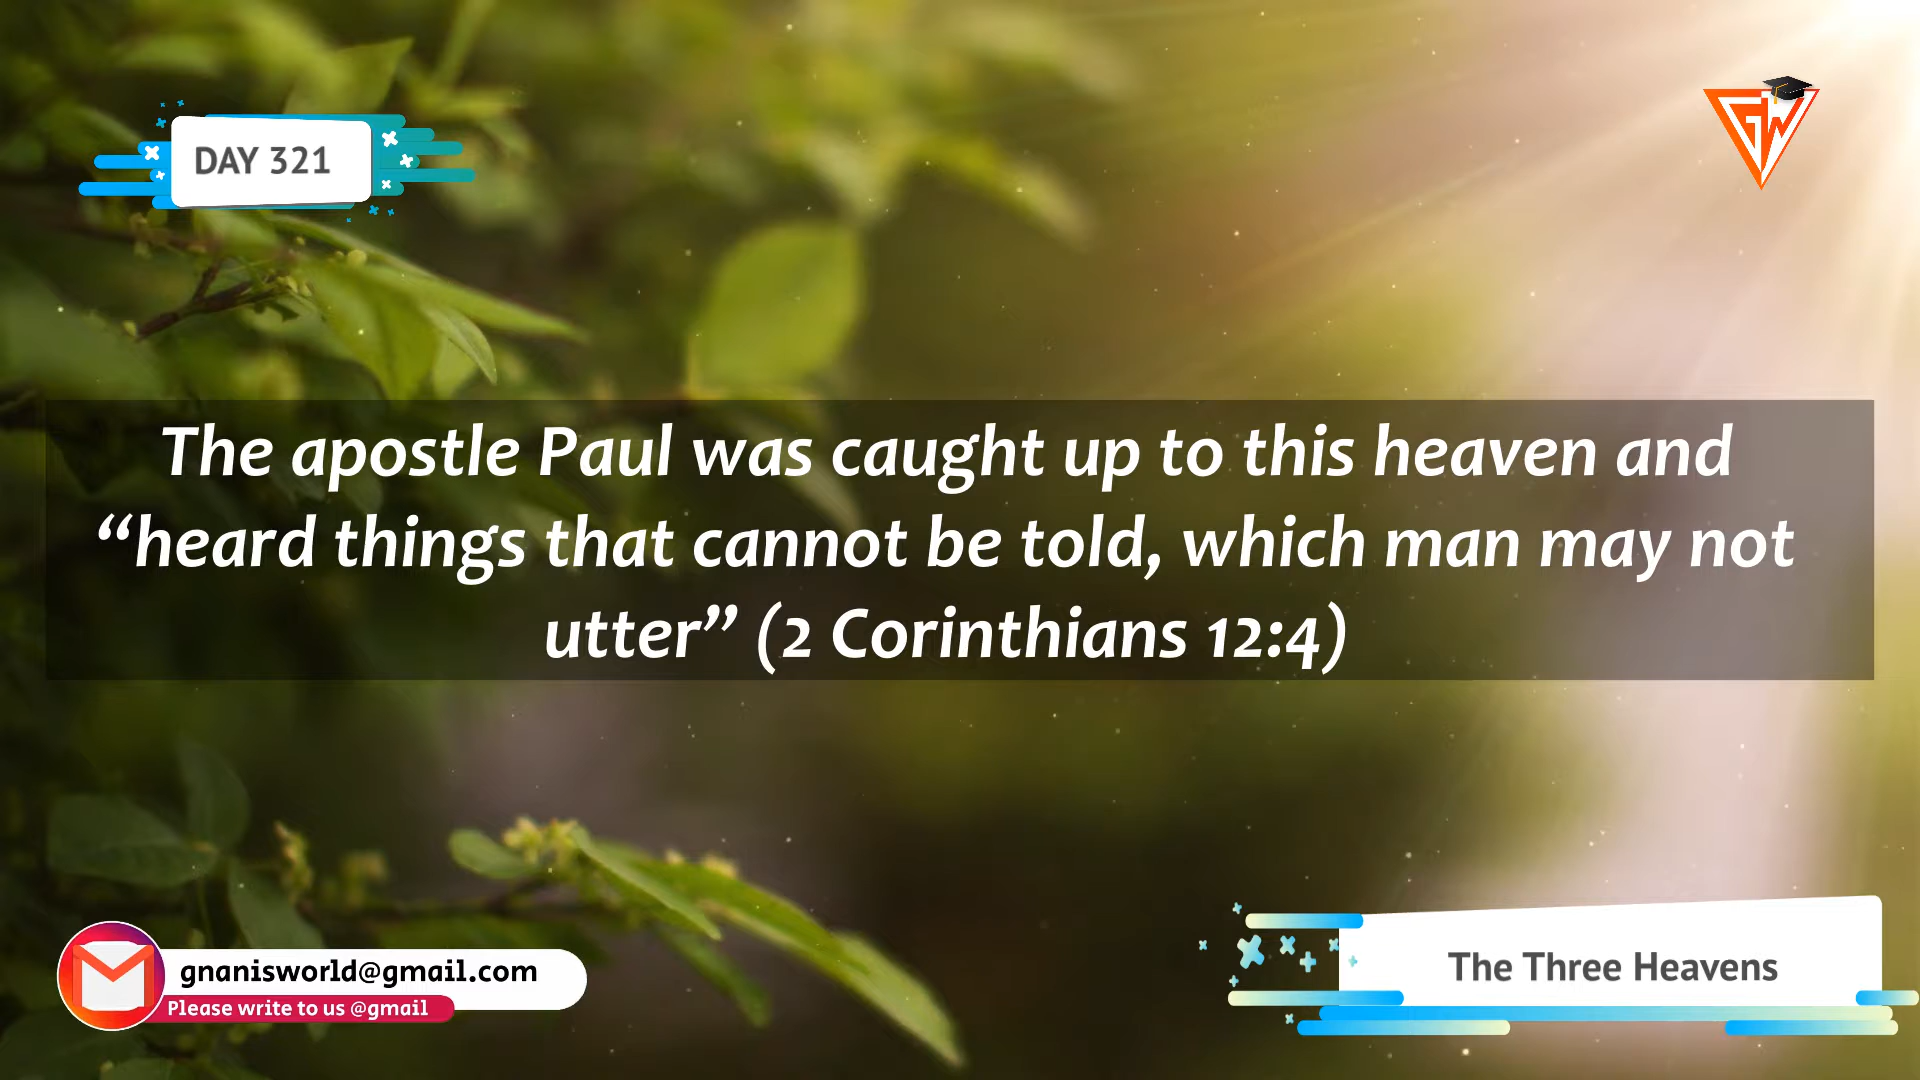 DAY 321
GW
The apostle Paul was caught up to this heaven and
“heard things that cannot be told, which man may not
utter” (2 Corinthians 12:4)
gnanisworld@gmail.com
Please write to us @gmail
The Three Heavens